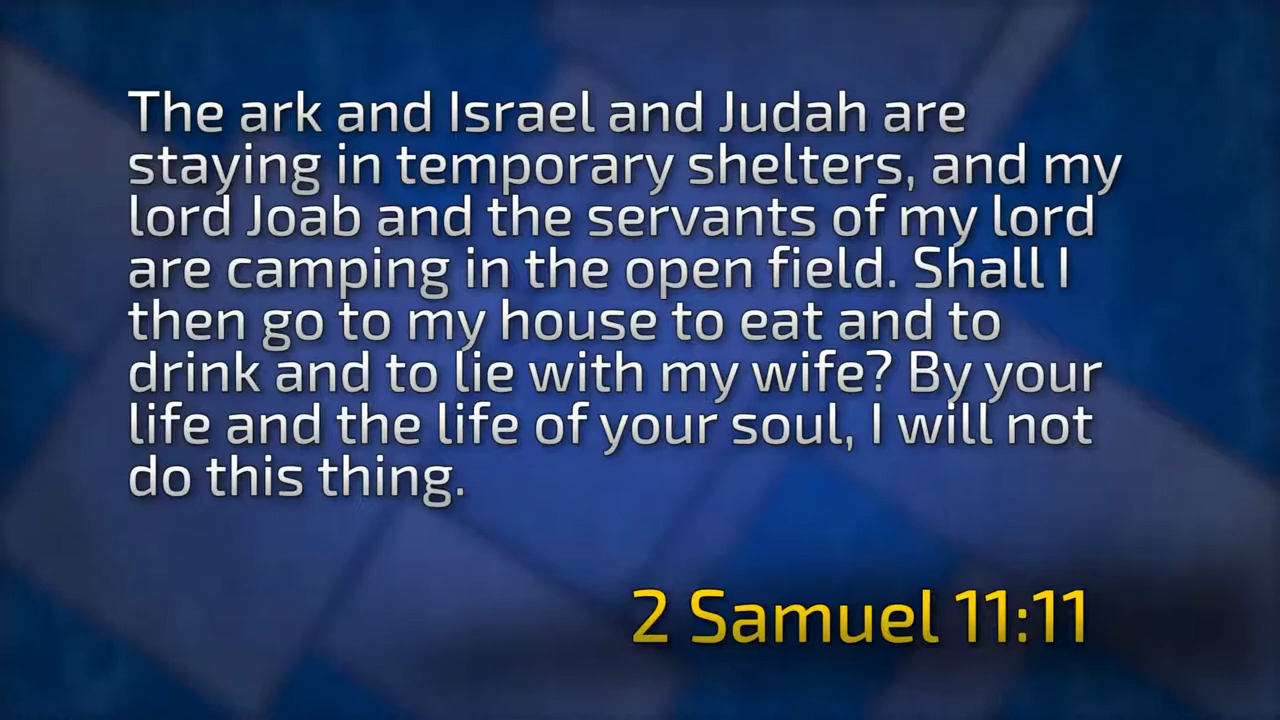 The ark and Israel and Judah are
staying in temporary shelters, and my
lord Joab and the servants of my lord
are camping in the open field. Shall I
then go to my house to eat and to
drink and to lie with my wife? By your
life and the life of your soul, I will not
do this thing.
2 Samuel 11:11